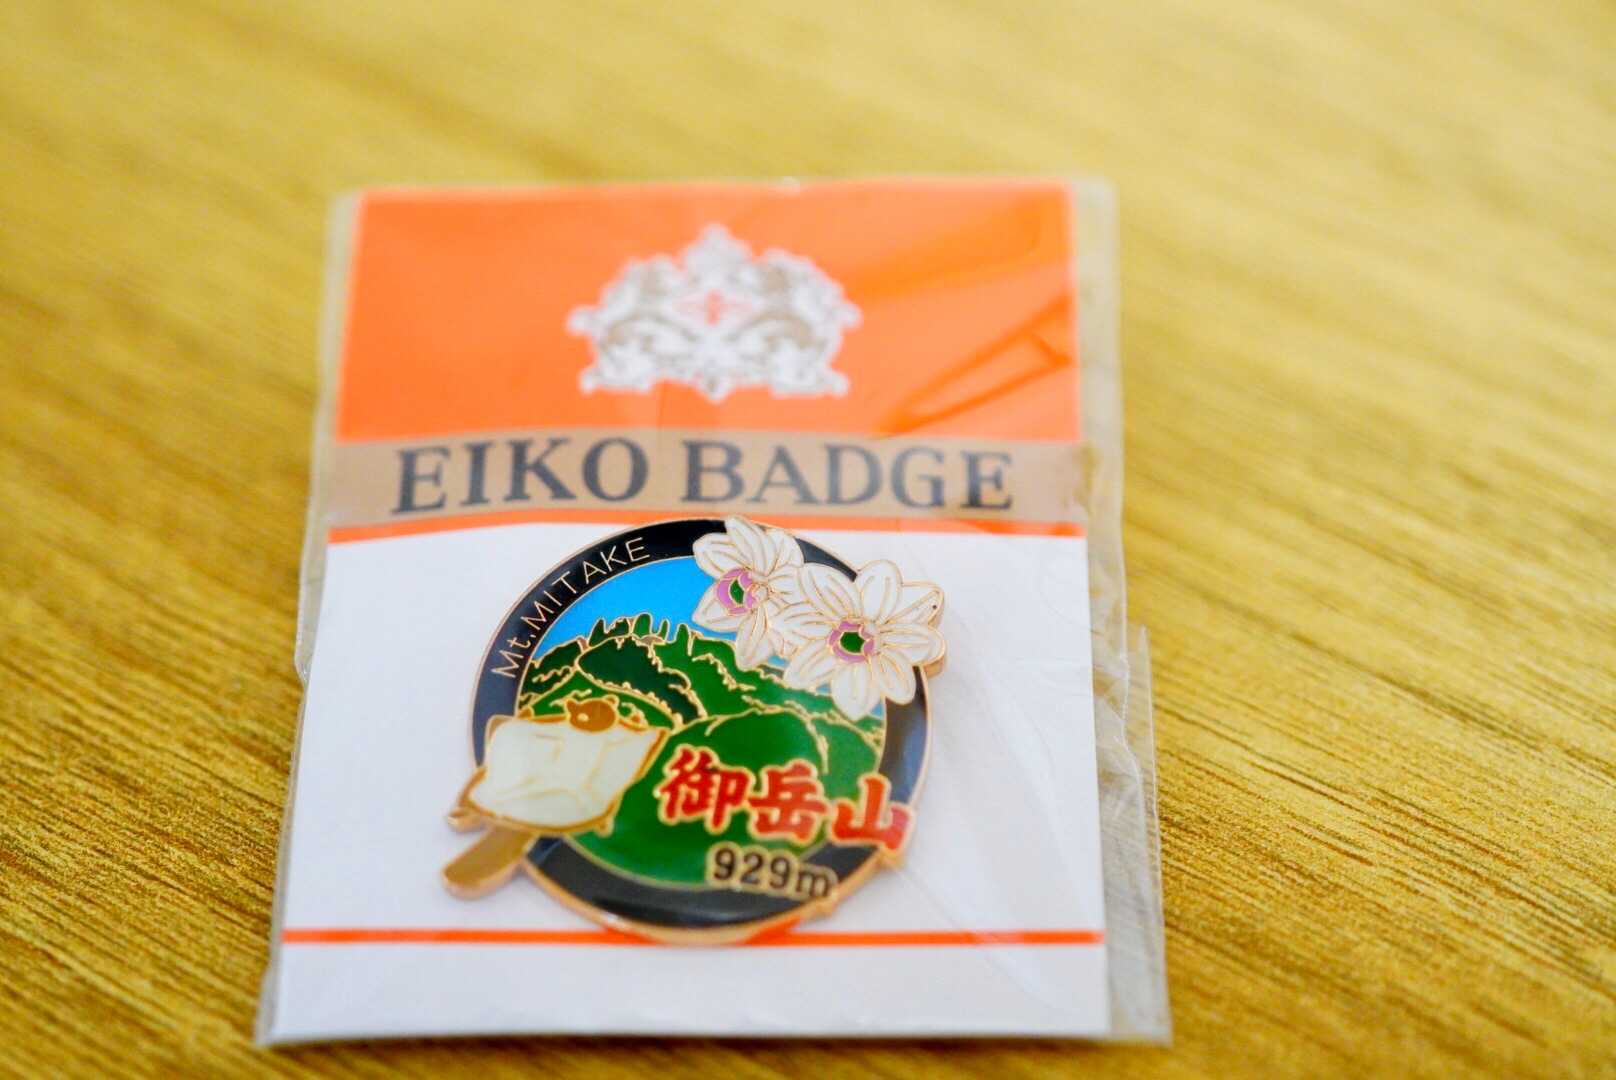 EIKO BADGE
Mt.MITAKE
御岳山
929m